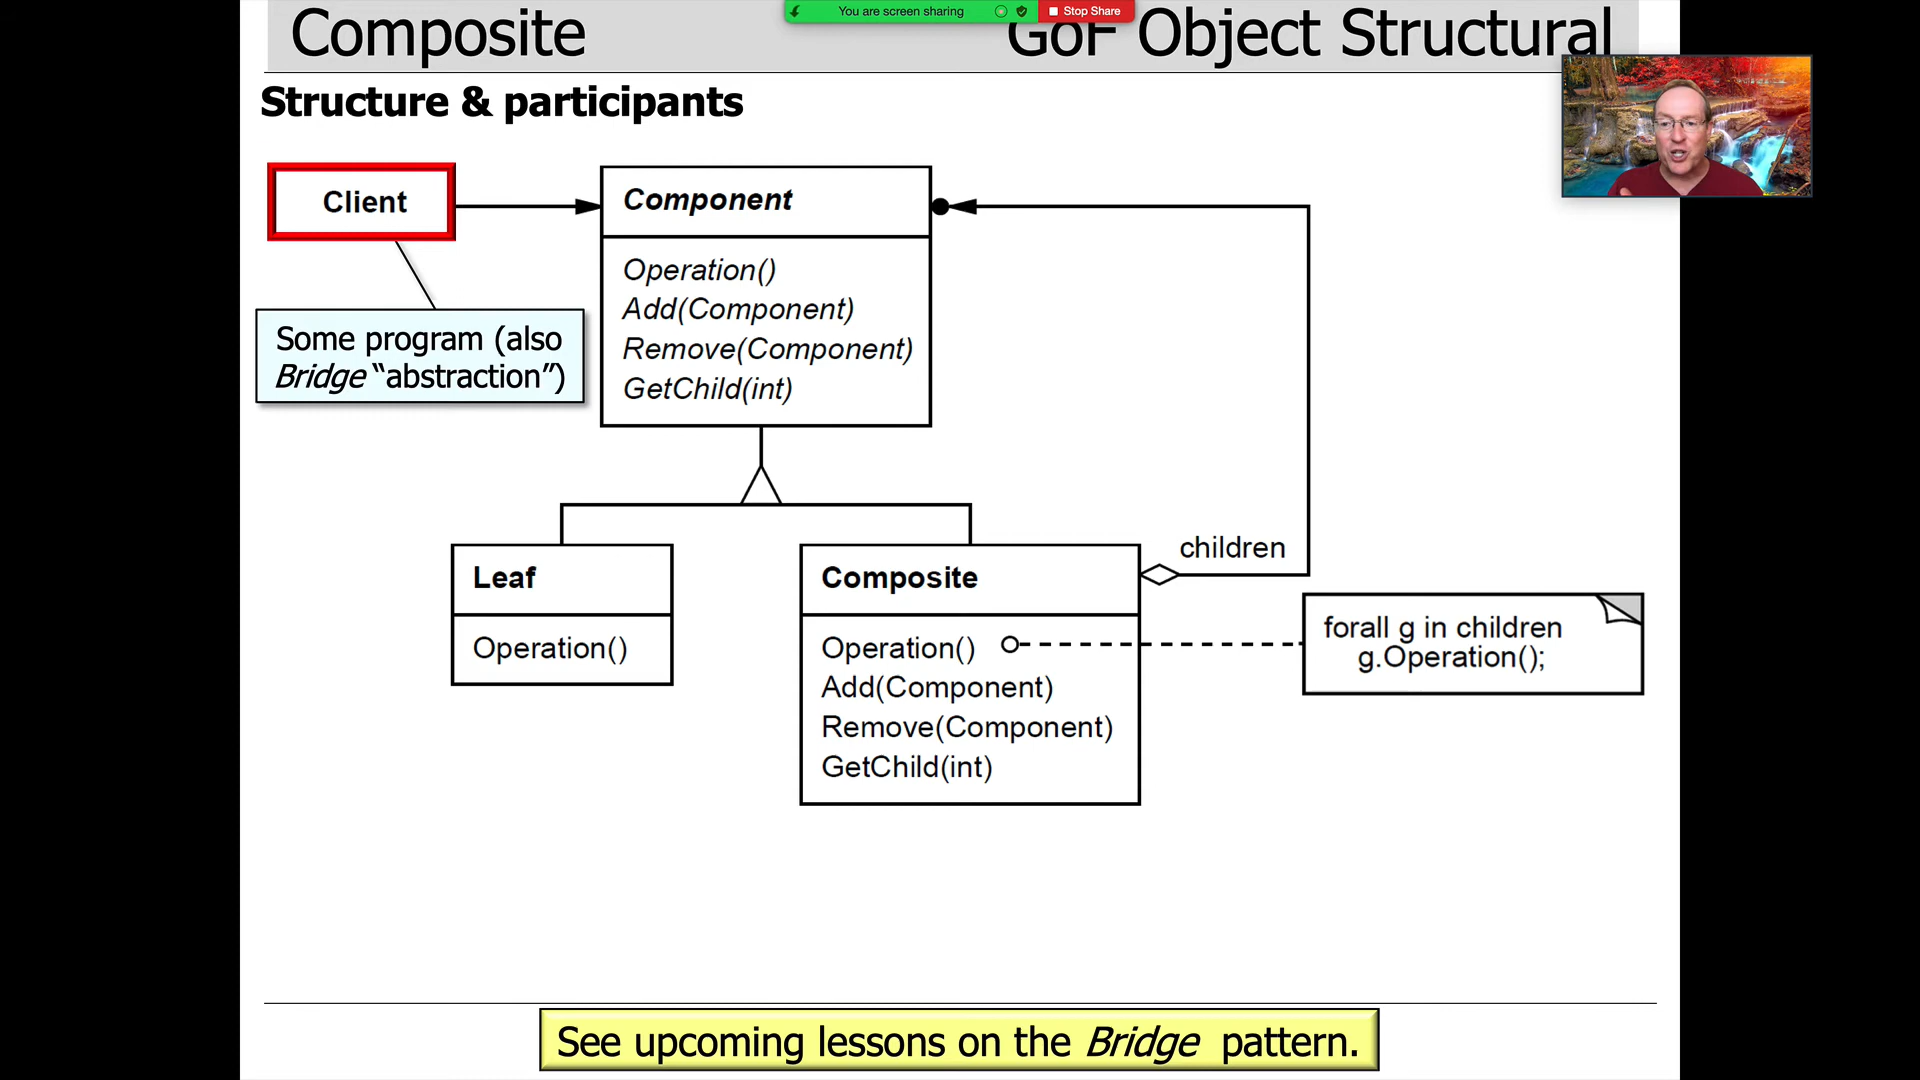 You are screen sharing
Stop Share
Composite
GoF Object Structural
Structure & participants
Client
Component
Operation()
Add(Component)
Remove(Component)
GetChild(int)
Some program (also
Bridge “abstraction”)
children
Leaf
Operation()
Composite
Operation()
Add(Component)
Remove(Component)
GetChild(int)
forall g in children
g.Operation();
See upcoming lessons on the Bridge pattern.